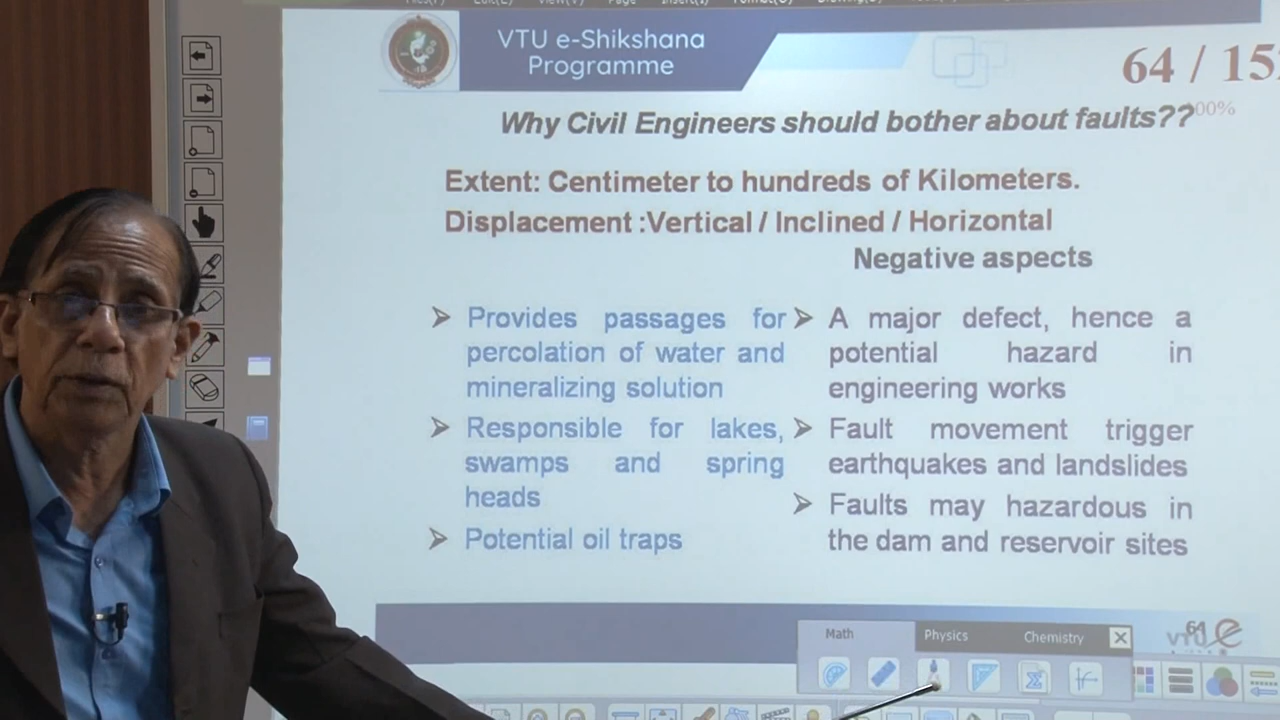 VTU e-Shikshana
Programme
64 / 15
Why Civil Engineers should bother about faults??
100%
Extent: Centimeter to hundreds of Kilometers.
Displacement :Vertical / Inclined / Horizontal
Negative aspects
➢ Provides passages for
percolation of water and
mineralizing solution
➢ Responsible for lakes,
swamps and spring
heads
➢ Potential oil traps
➢ A major defect, hence a
potential hazard in
engineering works
➢ Fault movement trigger
earthquakes and landslides
➢ Faults may hazardous in
the dam and reservoir sites
64
VTU e
Math
Physics
Chemistry